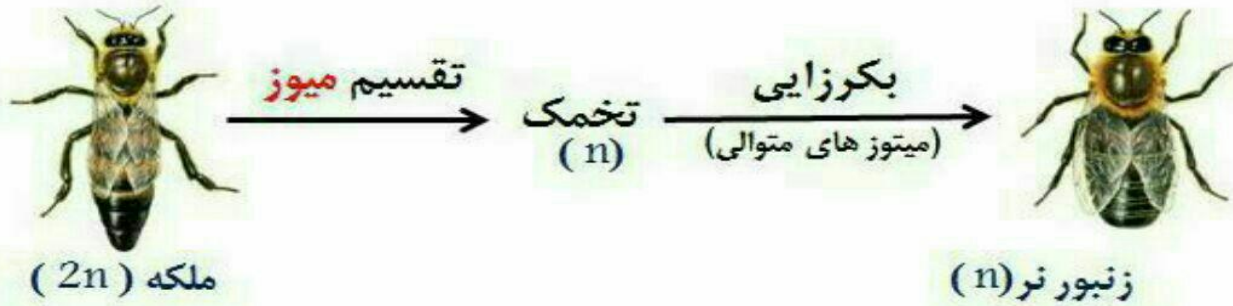 تقسیم میوز
تخمک
(n)
بکرزایی
(میتوز های متوالی)
ملکه (2n)
زنبور نر(n)